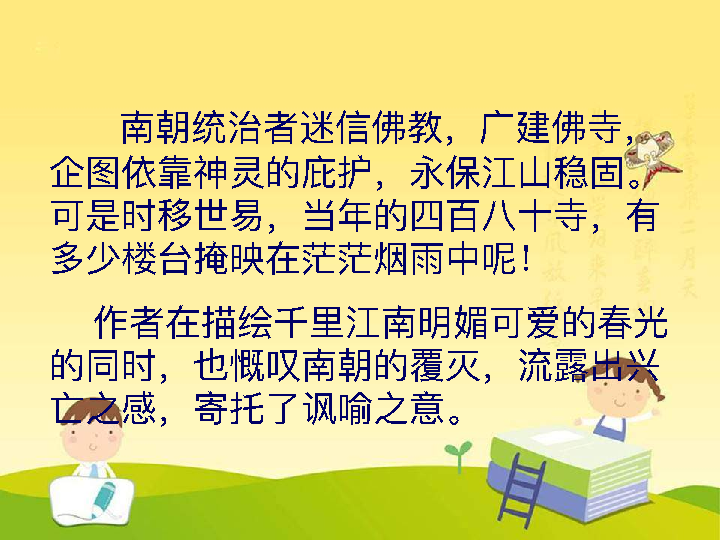 南朝统治者迷信佛教，广建佛寺，
企图依靠神灵的庇护，永保江山稳固。
可是时移世易，当年的四百八十寺，有
多少楼台掩映在茫茫烟雨中呢！
作者在描绘千里江南明媚可爱的春光
的同时，也慨叹南朝的覆灭，流露出兴
亡之感，寄托了讽喻之意。